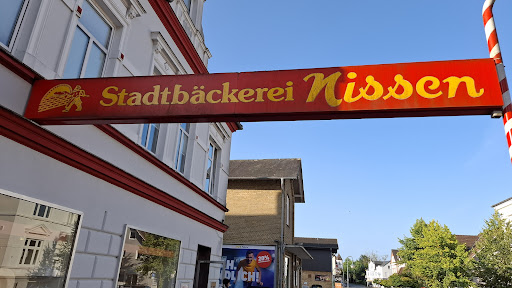 Stadtbäckerei Nissen